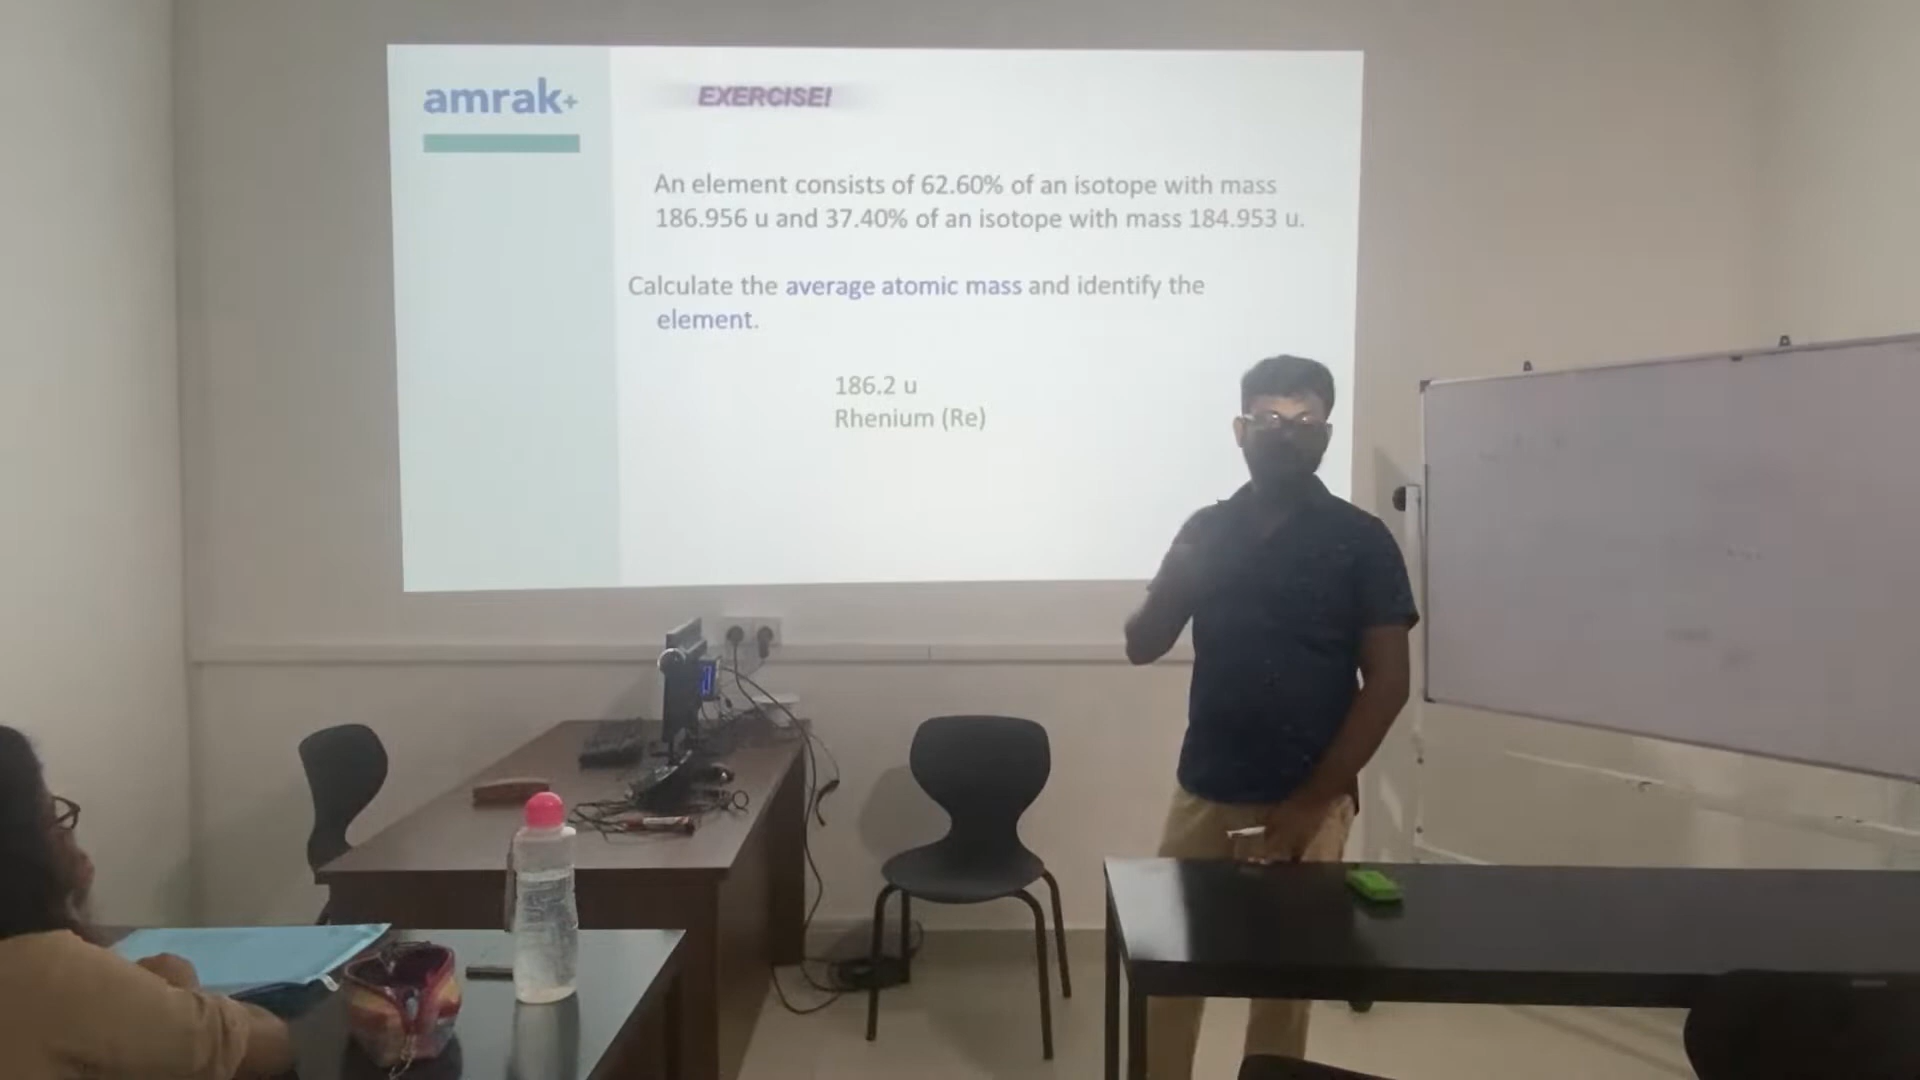 amrak+
EXERCISE!
An element consists of 62.60% of an isotope with mass
186.956 u and 37.40% of an isotope with mass 184.953 u.
Calculate the average atomic mass and identify the
element.
186.2 u
Rhenium (Re)